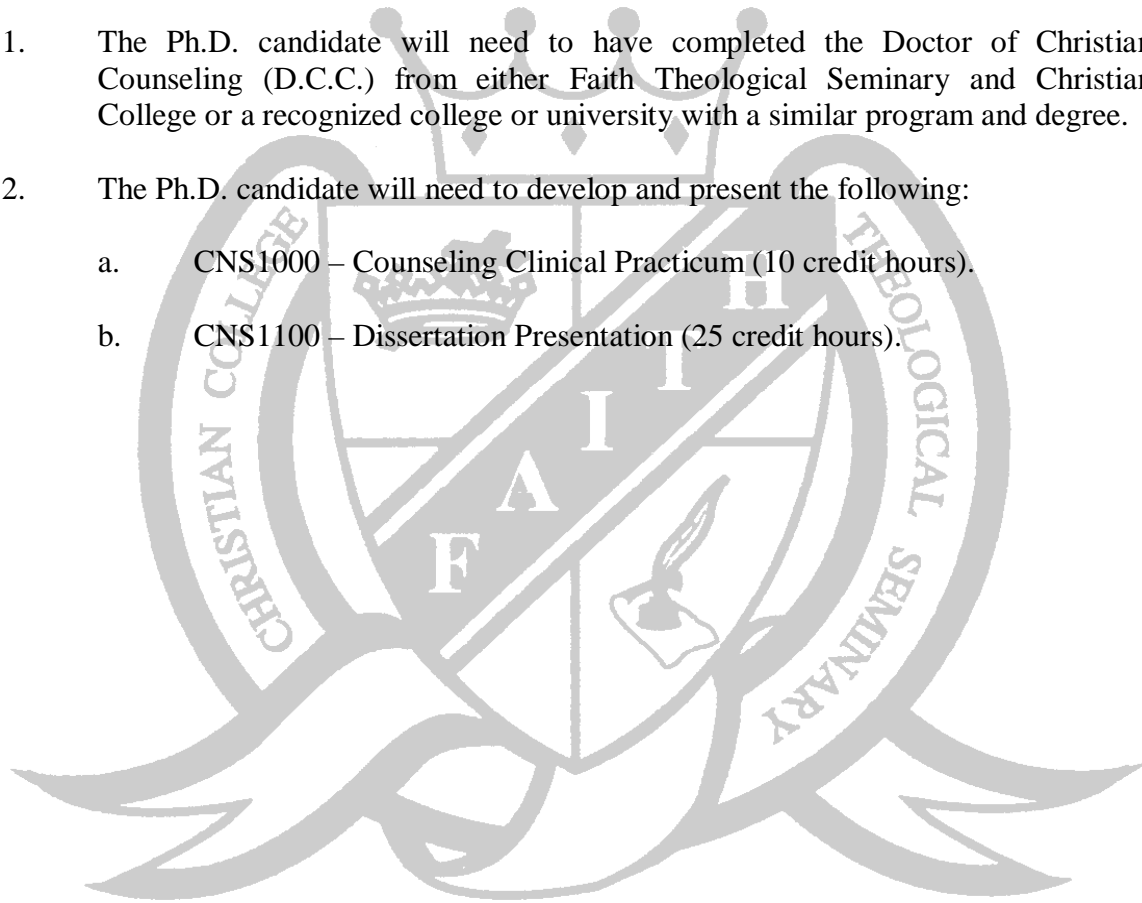 1. The Ph.D. candidate will need to have completed the Doctor of Christian
Counseling (D.C.C.) from either Faith Theological Seminary and Christian
College or a recognized college or university with a similar program and degree.
2. The Ph.D. candidate will need to develop and present the following:
a. CNS1000 – Counseling Clinical Practicum (10 credit hours).
b. CNS1100 – Dissertation Presentation (25 credit hours).
CHRISTIAN COLLEGE
THEOLOGICAL SEMINARY
FAITH